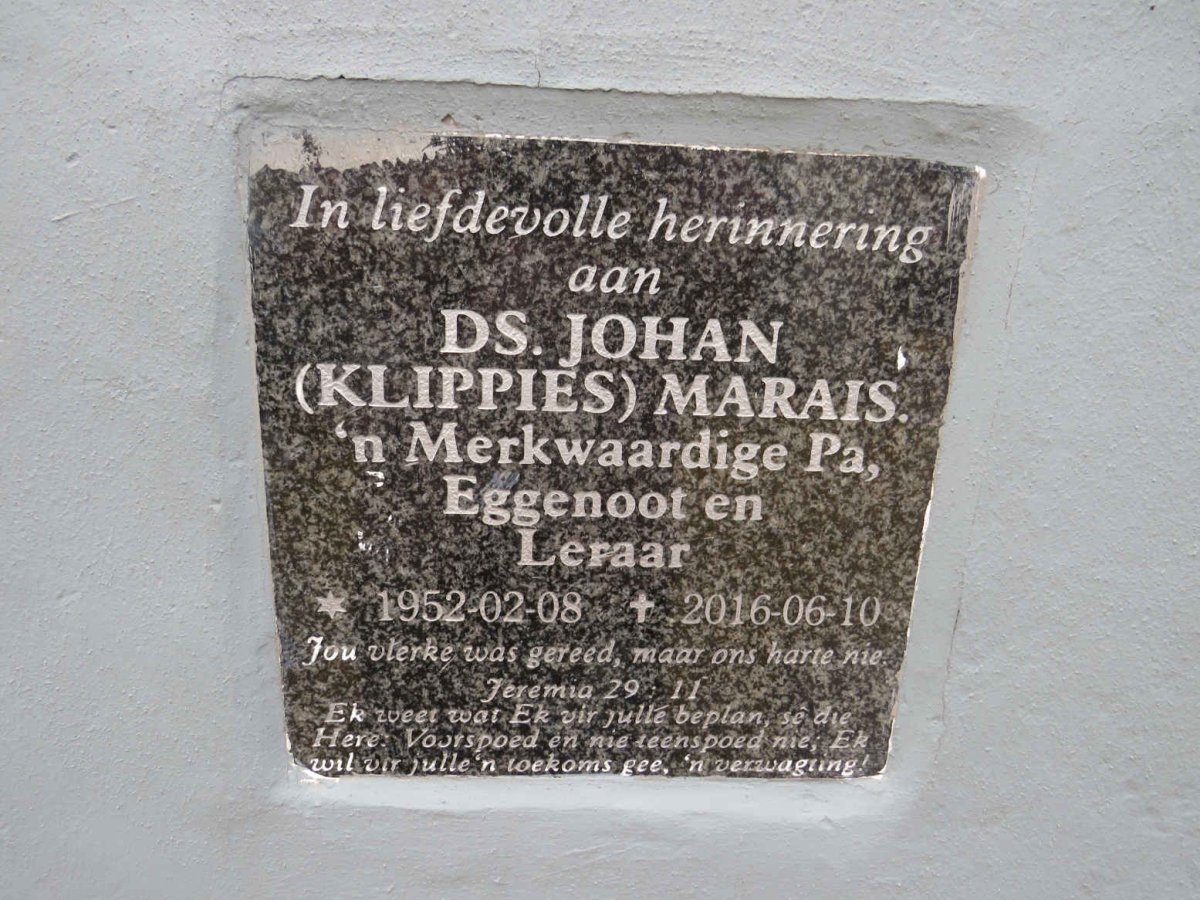 In liefdevolle herinnering
aan
DS. JOHAN
(KLIPPIES) MARAIS.
'n Merkwaardige Pa,
Eggenoot en
Leraar
✶ 1952-02-08 ✝ 2016-06-10
Jou vlerke was gereed, maar ons harte nie.
Jeremia 29 : 11
Ek weet wat Ek vir julle beplan, sê die
Here: Voorspoed en nie teenspoed nie; Ek
wil vir julle 'n toekoms gee, 'n verwagting!